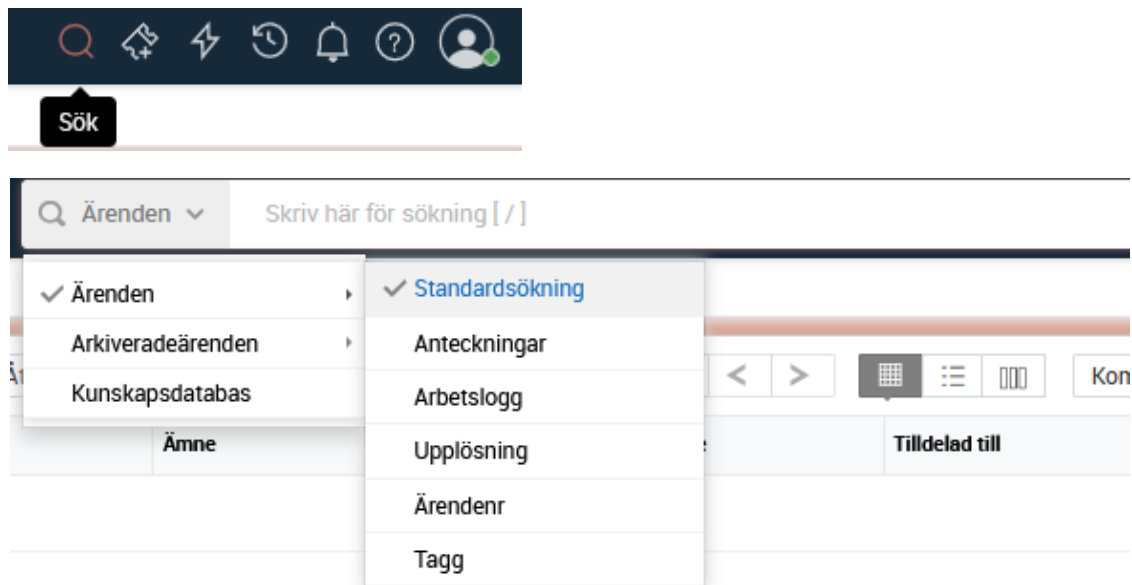 Sök
Ärenden
Skriv här för sökning [ / ]
Ärenden
Standardsökning
Arkiveradeärenden
Anteckningar
Kunskapsdatabas
Arbetslogg
Ämne
Upplösning
Tilldelad till
Ärendenr
Tagg